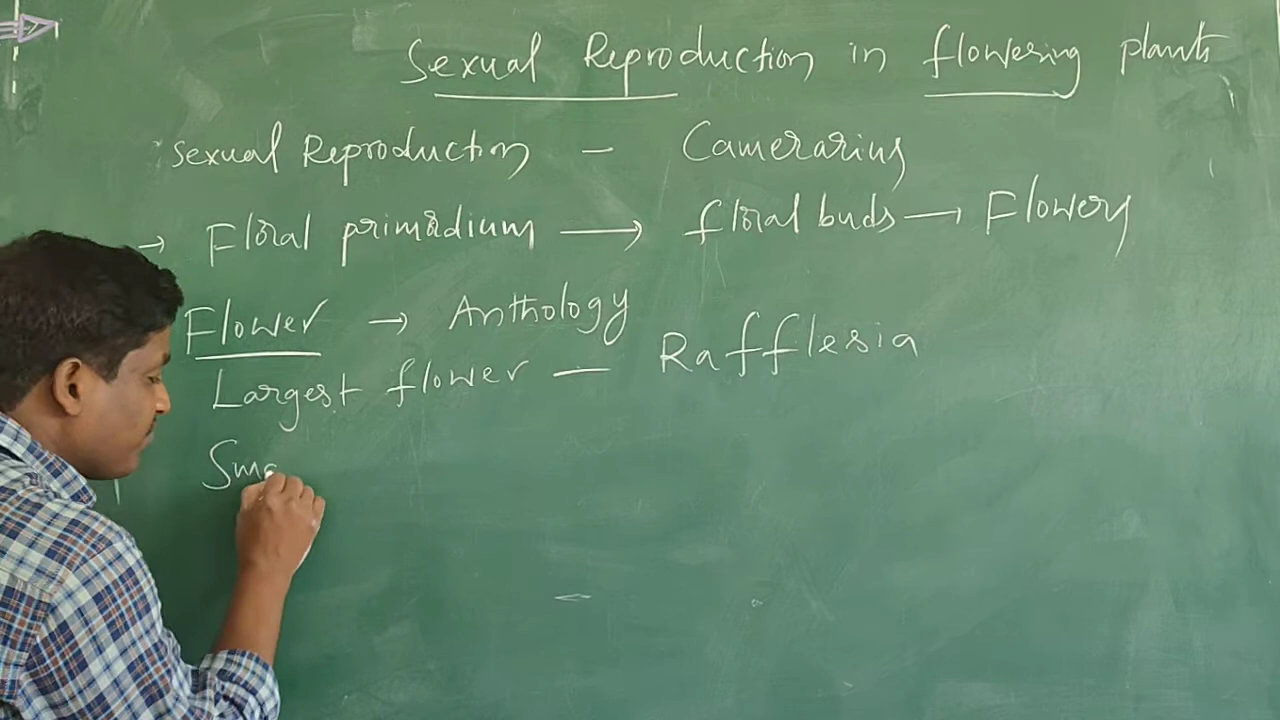 Sexual Reproduction in flowering plants
Sexual Reproduction - Camerarius
→ Floral primordium → floral buds → Flowers
Flower → Anthology
Largest flower — Rafflesia
Sma